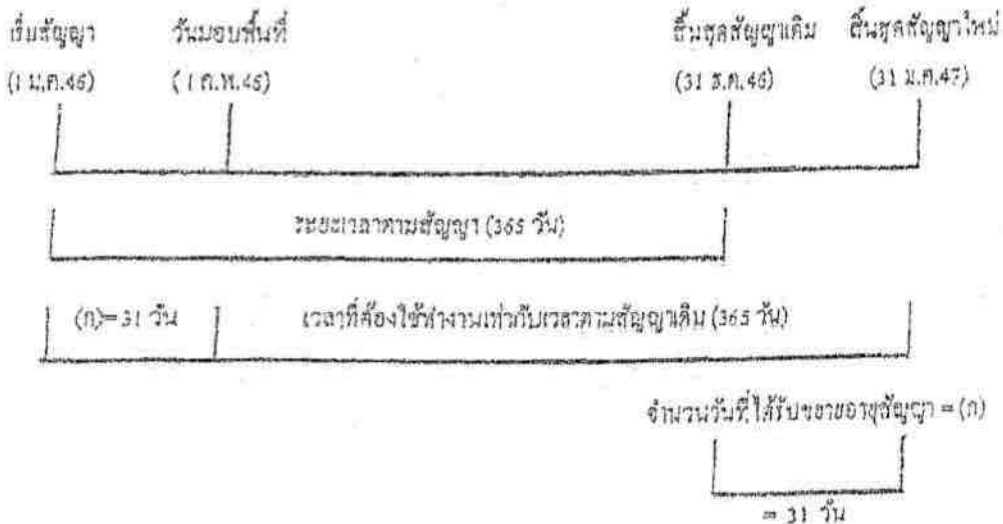 เริ่มสัญญา วันมอบพื้นที่ สิ้นสุดสัญญาเดิม สิ้นสุดสัญญาใหม่
(1 ม.ค.46) (1 ก.พ.46) (31 ธ.ค.46) (31 ม.ค.47)
ระยะเวลาตามสัญญา (365 วัน)
(ก)=31 วัน เวลาที่ต้องใช้ทำงานเท่ากับเวลาตามสัญญาเดิม (365 วัน)
จำนวนวันที่ได้รับขยายอายุสัญญา = (ก)
= 31 วัน